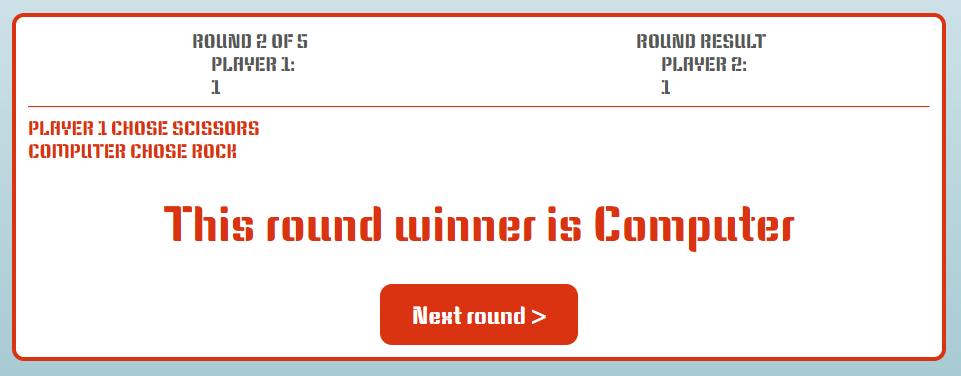 ROUND 2 OF 5
PLAYER 1:
1
ROUND RESULT
PLAYER 2:
1
PLAYER 1 CHOSE SCISSORS
COMPUTER CHOSE ROCK
This round winner is Computer
Next round >